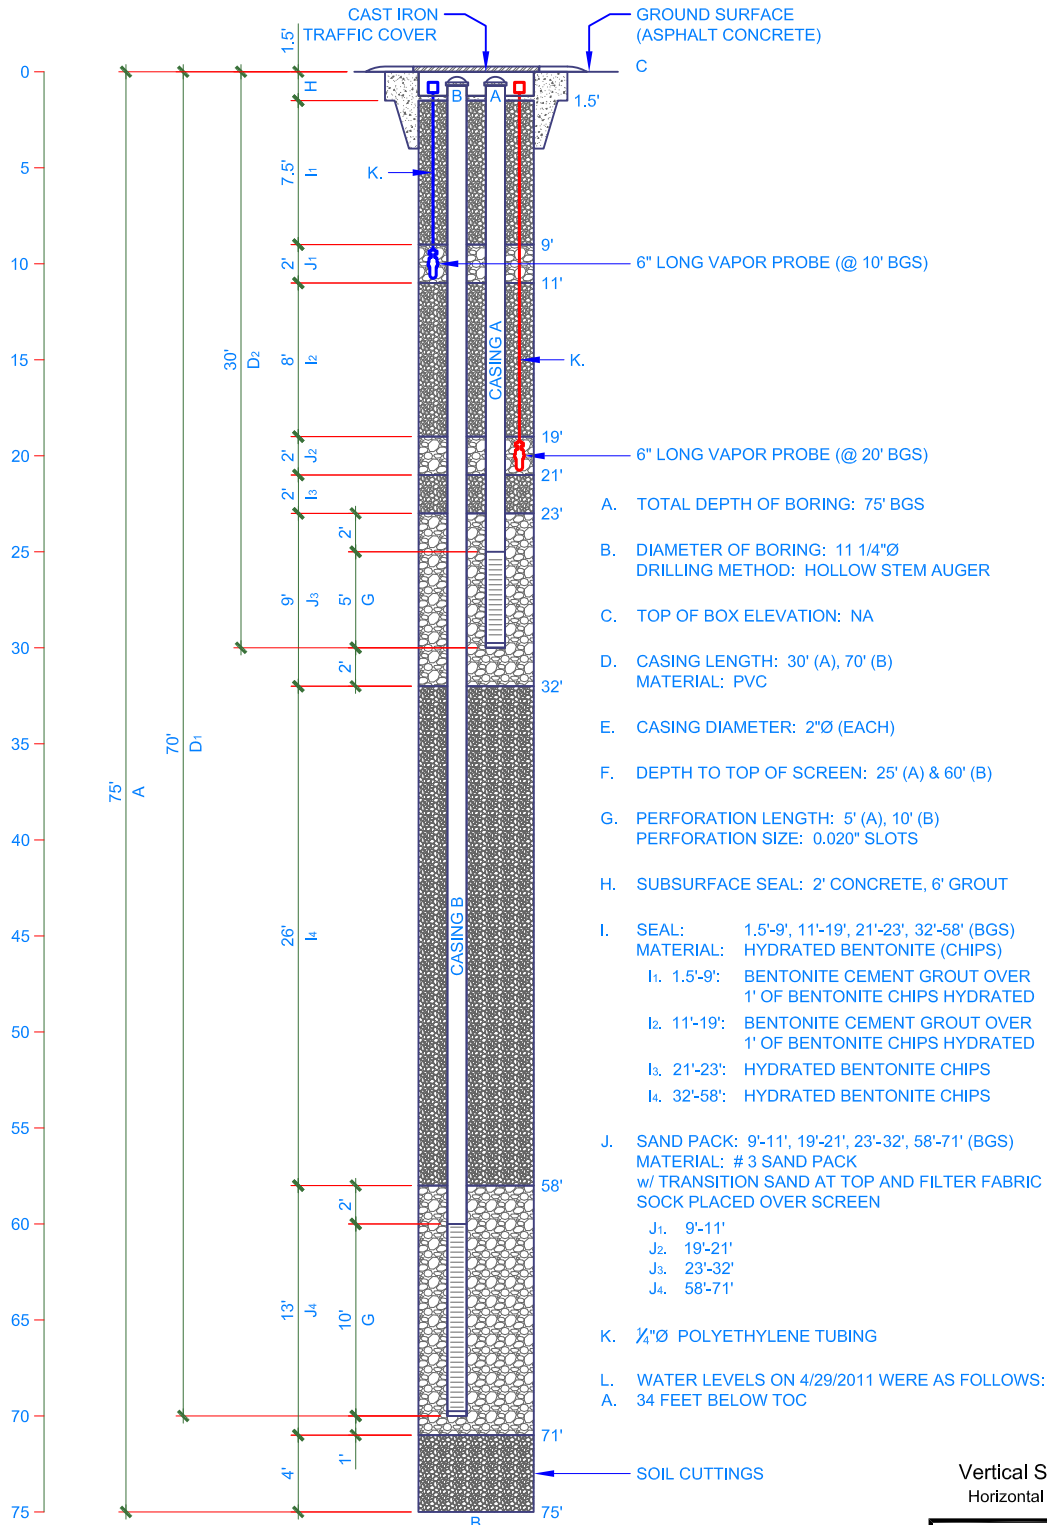 CAST IRON
TRAFFIC COVER
GROUND SURFACE
(ASPHALT CONCRETE)
1.5'
0
C
H
B
A
1.5'
5
7.5'
I1
K.
9'
10
2'
J1
6" LONG VAPOR PROBE (@ 10' BGS)
11'
15
30'
D2
8'
I2
CASING A
K.
19'
20
2'
J2
6" LONG VAPOR PROBE (@ 20' BGS)
21'
2'
I3
23'
A. TOTAL DEPTH OF BORING: 75' BGS
2'
25
B. DIAMETER OF BORING: 11 1/4"Ø
DRILLING METHOD: HOLLOW STEM AUGER
9'
J3
5'
G
C. TOP OF BOX ELEVATION: NA
30
2'
32'
D. CASING LENGTH: 30' (A), 70' (B)
MATERIAL: PVC
35
70'
D1
E. CASING DIAMETER: 2"Ø (EACH)
75'
A
F. DEPTH TO TOP OF SCREEN: 25' (A) & 60' (B)
40
G. PERFORATION LENGTH: 5' (A), 10' (B)
PERFORATION SIZE: 0.020" SLOTS
H. SUBSURFACE SEAL: 2' CONCRETE, 6' GROUT
45
26'
I4
CASING B
I. SEAL: 1.5'-9', 11'-19', 21'-23', 32'-58' (BGS)
MATERIAL: HYDRATED BENTONITE (CHIPS)
I1. 1.5'-9': BENTONITE CEMENT GROUT OVER
1' OF BENTONITE CHIPS HYDRATED
50
I2. 11'-19': BENTONITE CEMENT GROUT OVER
1' OF BENTONITE CHIPS HYDRATED
I3. 21'-23': HYDRATED BENTONITE CHIPS
I4. 32'-58': HYDRATED BENTONITE CHIPS
55
58'
J. SAND PACK: 9'-11', 19'-21', 23'-32', 58'-71' (BGS)
MATERIAL: # 3 SAND PACK
w/ TRANSITION SAND AT TOP AND FILTER FABRIC
SOCK PLACED OVER SCREEN
2'
60
J1. 9'-11'
J2. 19'-21'
J3. 23'-32'
J4. 58'-71'
13'
J4
10'
G
65
K. ¼"Ø POLYETHYLENE TUBING
L. WATER LEVELS ON 4/29/2011 WERE AS FOLLOWS:
A. 34 FEET BELOW TOC
70
71'
4'
1'
SOIL CUTTINGS
75
75'
B
Vertical S
Horizontal